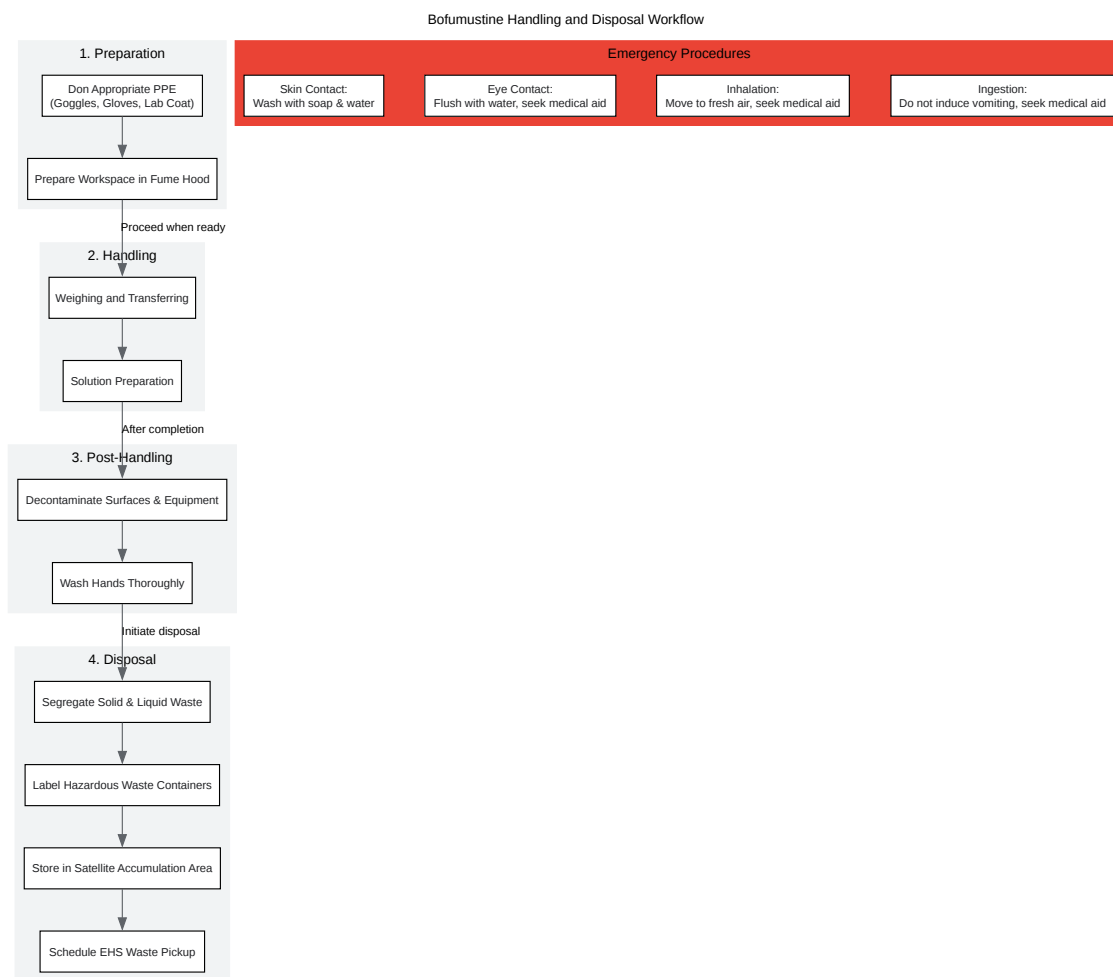 Bofumustine Handling and Disposal Workflow
1. Preparation
Don Appropriate PPE
(Goggles, Gloves, Lab Coat)
Prepare Workspace in Fume Hood
Proceed when ready
2. Handling
Weighing and Transferring
Solution Preparation
After completion
3. Post-Handling
Decontaminate Surfaces & Equipment
Wash Hands Thoroughly
Initiate disposal
4. Disposal
Segregate Solid & Liquid Waste
Label Hazardous Waste Containers
Store in Satellite Accumulation Area
Schedule EHS Waste Pickup
Emergency Procedures
Skin Contact:
Wash with soap & water
Eye Contact:
Flush with water, seek medical aid
Inhalation:
Move to fresh air, seek medical aid
Ingestion:
Do not induce vomiting, seek medical aid